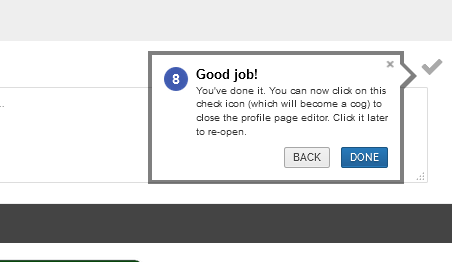 8
Good job!
You've done it. You can now click on this
check icon (which will become a cog) to
close the profile page editor. Click it later
to re-open.
BACK
DONE